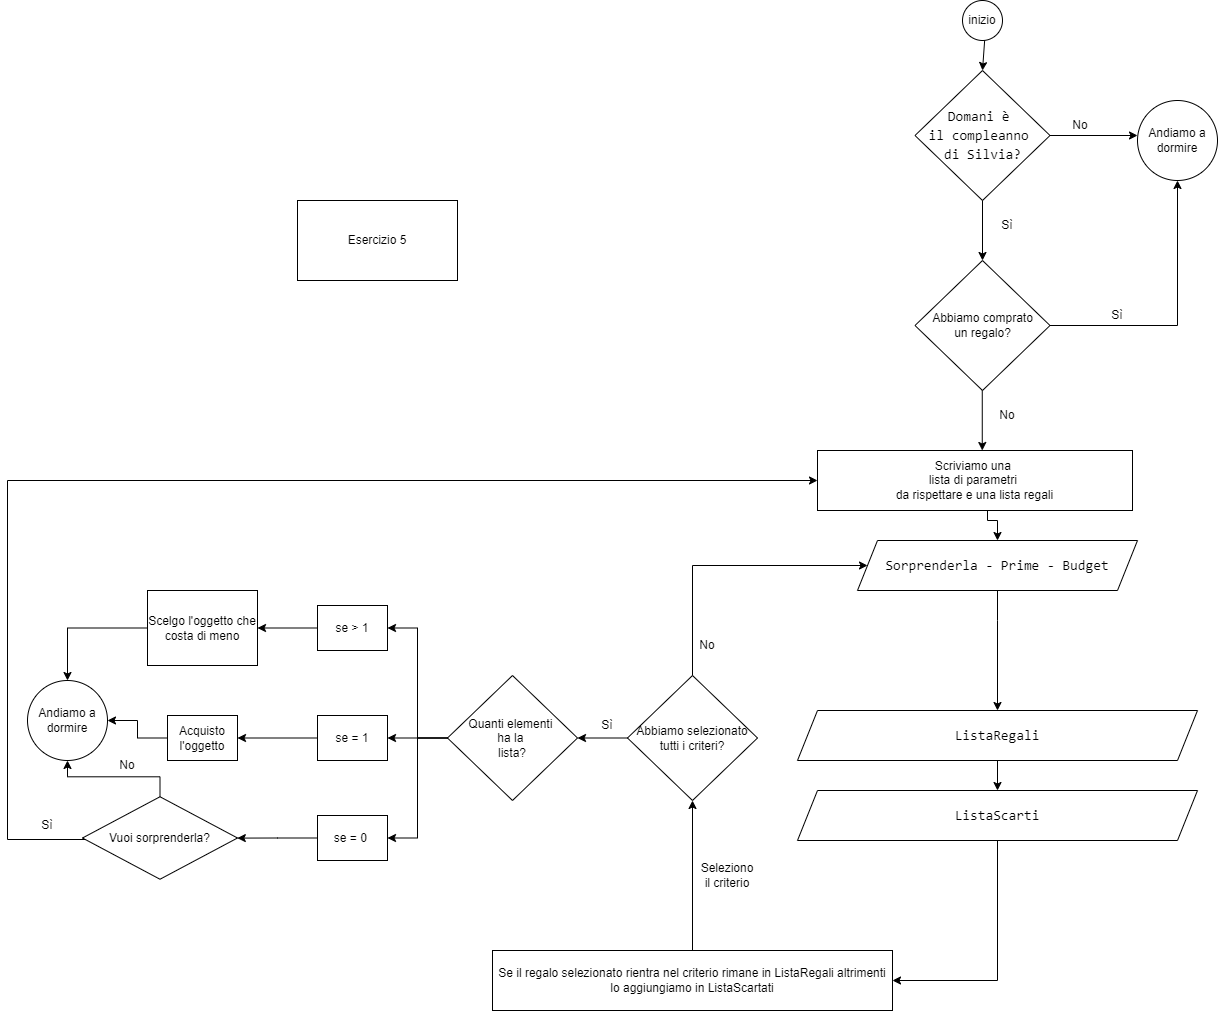 inizio
Domani è
il compleanno
di Silvia?
No
Andiamo a
dormire
Sì
Esercizio 5
Abbiamo comprato
un regalo?
Sì
No
Scriviamo una
lista di parametri
da rispettare e una lista regali
Sorprenderla - Prime - Budget
Scelgo l'oggetto che
costa di meno
se > 1
No
Andiamo a
dormire
Acquisto
l'oggetto
se = 1
Quanti elementi
ha la
lista?
Sì
Abbiamo selezionato
tutti i criteri?
ListaRegali
No
Sì
Vuoi sorprenderla?
se = 0
ListaScarti
Seleziono
il criterio
Se il regalo selezionato rientra nel criterio rimane in ListaRegali altrimenti
lo aggiungiamo in ListaScartati